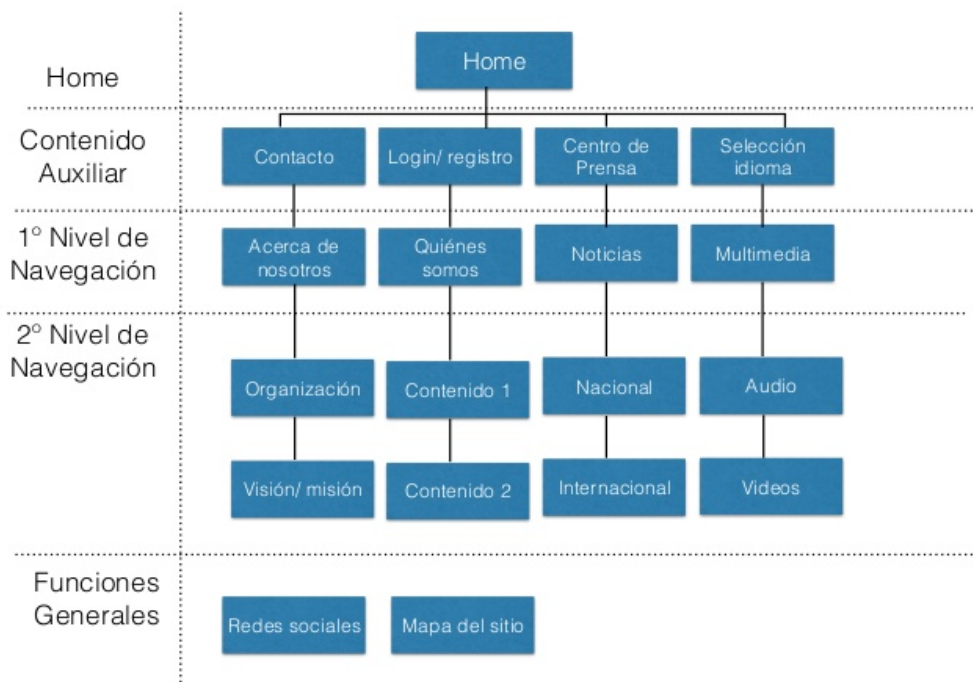 Home
Home
Contenido
Auxiliar
Contacto
Login/ registro
Centro de
Prensa
Selección
idioma
1º Nivel de
Navegación
Acerca de
nosotros
Quiénes
somos
Noticias
Multimedia
2º Nivel de
Navegación
Organización
Contenido 1
Nacional
Audio
Visión/ misión
Contenido 2
Internacional
Videos
Funciones
Generales
Redes sociales
Mapa del sitio